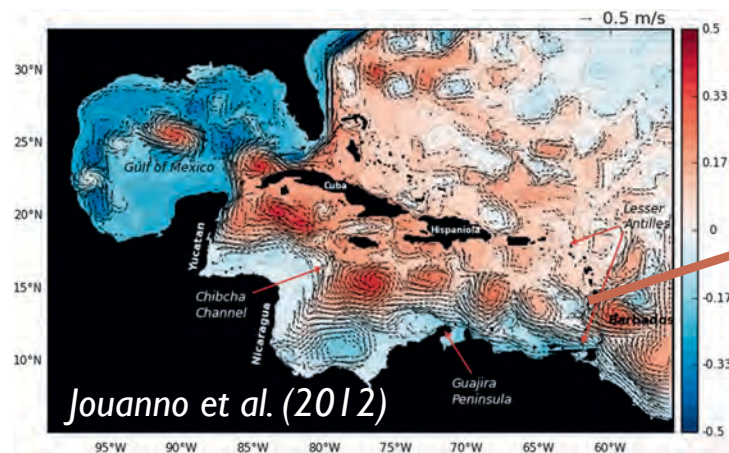 → 0.5 m/s
30°N
25°N
20°N
15°N
10°N
Gulf of Mexico
Cuba
Hispaniola
Lesser
Antilles
Yucatan
Chibcha
Channel
Nicaragua
Barbados
Guajira
Peninsula
Jouanno et al. (2012)
95°W 90°W 85°W 80°W 75°W 70°W 65°W 60°W
0.5
0.33
0.17
0
-0.17
-0.33
-0.5